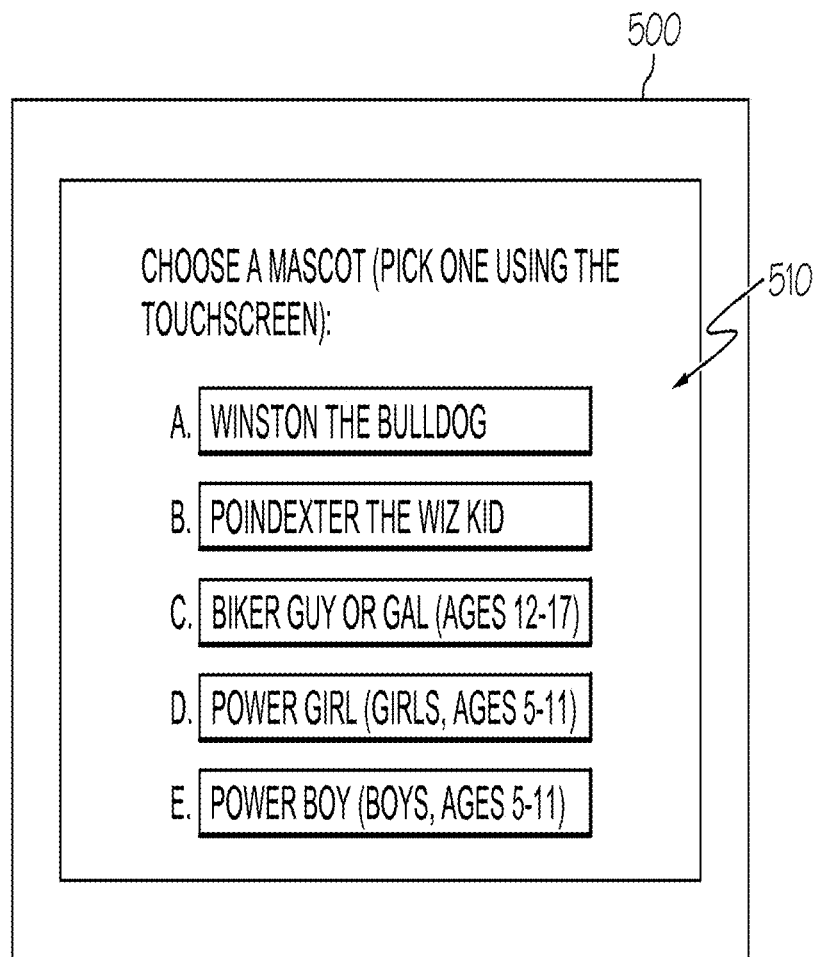 500
CHOOSE A MASCOT (PICK ONE USING THE
TOUCHSCREEN):
510
A. WINSTON THE BULLDOG
B. POINDEXTER THE WIZ KID
C. BIKER GUY OR GAL (AGES 12-17)
D. POWER GIRL (GIRLS, AGES 5-11)
E. POWER BOY (BOYS, AGES 5-11)